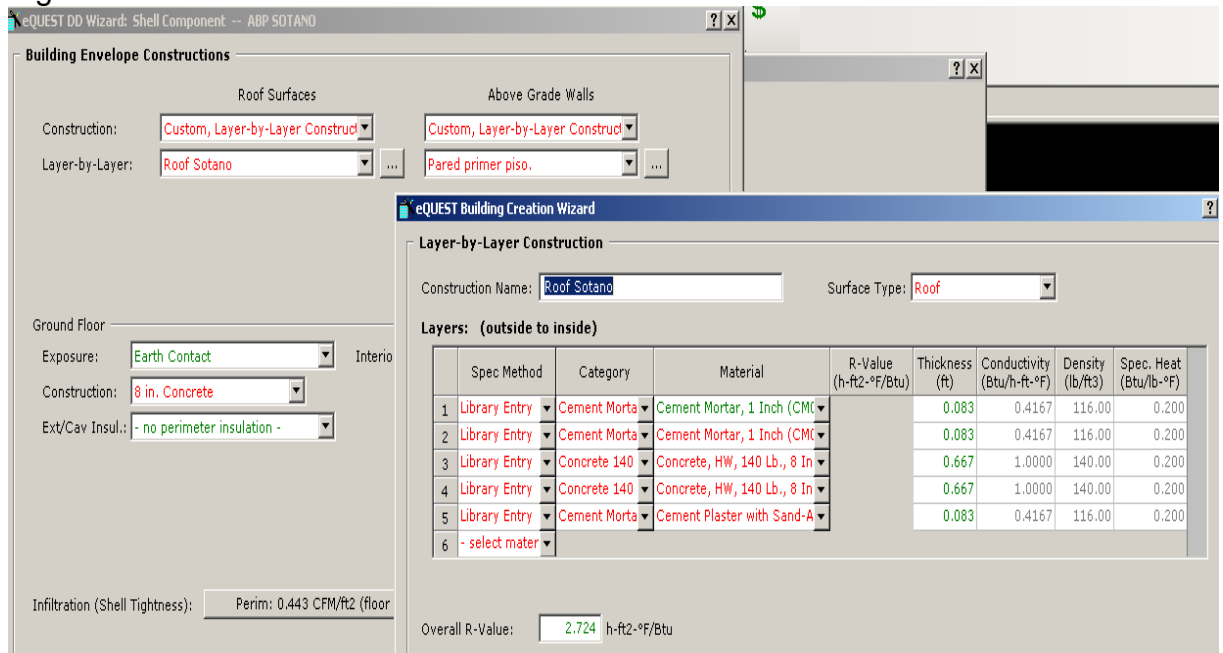 eQUEST DD Wizard: Shell Component -- ABP SOTANO ? X
$
Building Envelope Constructions
? X
Roof Surfaces Above Grade Walls
Construction: Custom, Layer-by-Layer Construct Custom, Layer-by-Layer Construct
Layer-by-Layer: Roof Sotano ... Pared primer piso. ...
eQUEST Building Creation Wizard ?
Layer-by-Layer Construction
Construction Name: Roof Sotano Surface Type: Roof
Ground Floor
Layers: (outside to inside)
Exposure: Earth Contact Interio
Construction: 8 in. Concrete
Ext/Cav Insul.: - no perimeter insulation -
Spec Method Category Material R-Value (h-ft2-°F/Btu) Thickness (ft) Conductivity (Btu/h-ft-°F) Density (lb/ft3) Spec. Heat (Btu/lb-°F)
1 Library Entry Cement Morta Cement Mortar, 1 Inch (CM 0.083 0.4167 116.00 0.200
2 Library Entry Cement Morta Cement Mortar, 1 Inch (CM 0.083 0.4167 116.00 0.200
3 Library Entry Concrete 140 Concrete, HW, 140 Lb., 8 In 0.667 1.0000 140.00 0.200
4 Library Entry Concrete 140 Concrete, HW, 140 Lb., 8 In 0.667 1.0000 140.00 0.200
5 Library Entry Cement Morta Cement Plaster with Sand-A 0.083 0.4167 116.00 0.200
6 - select mater
Infiltration (Shell Tightness): Perim: 0.443 CFM/ft2 (floor
Overall R-Value: 2.724 h-ft2-°F/Btu